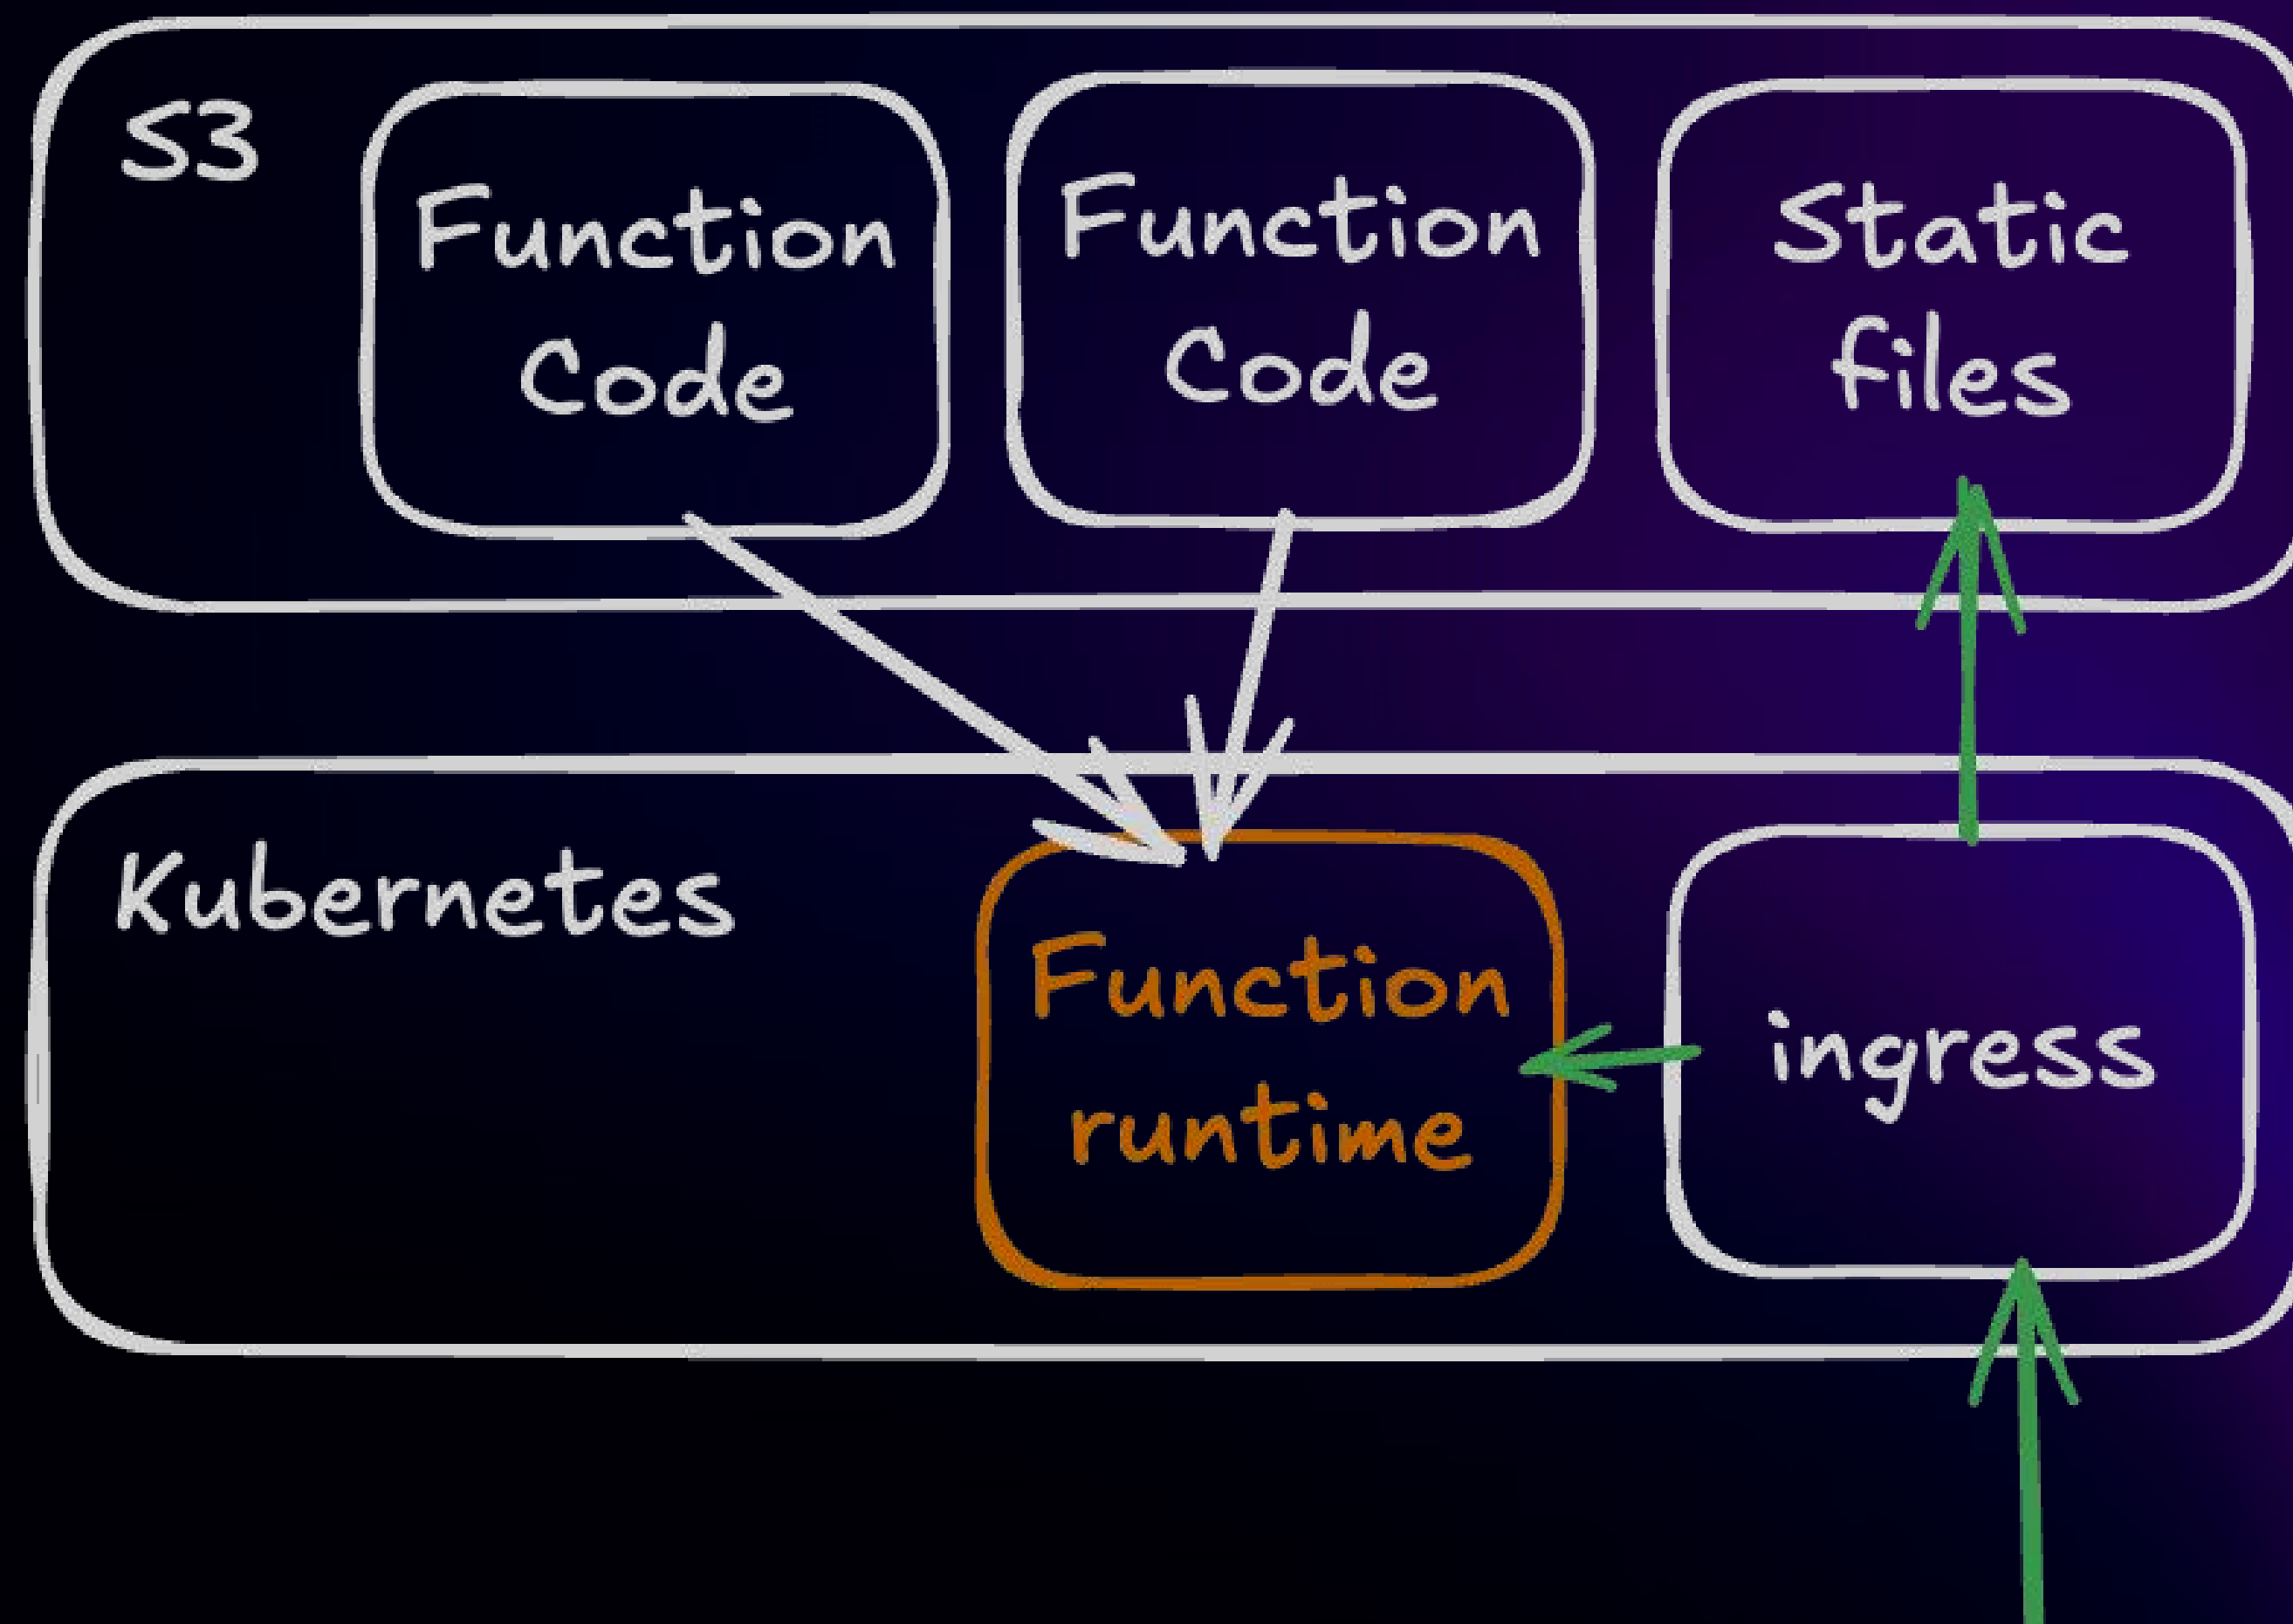 S3
Function
Code
Function
Code
Static
files
Kubernetes
Function
runtime
ingress